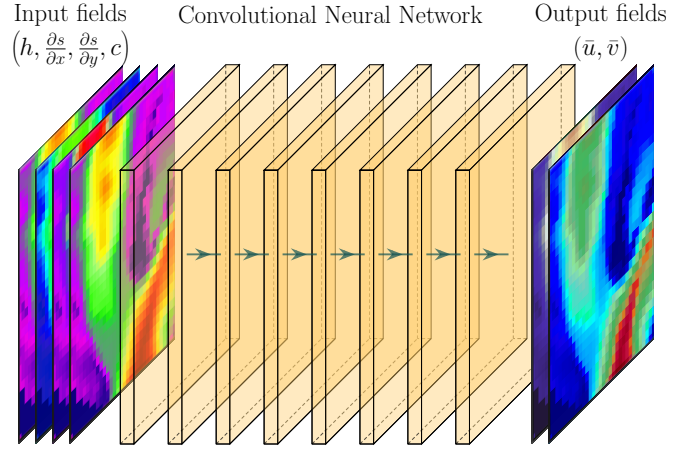 Input fields
(h, ∂s/∂x, ∂s/∂y, c)
Convolutional Neural Network
Output fields
(ū, v̄)